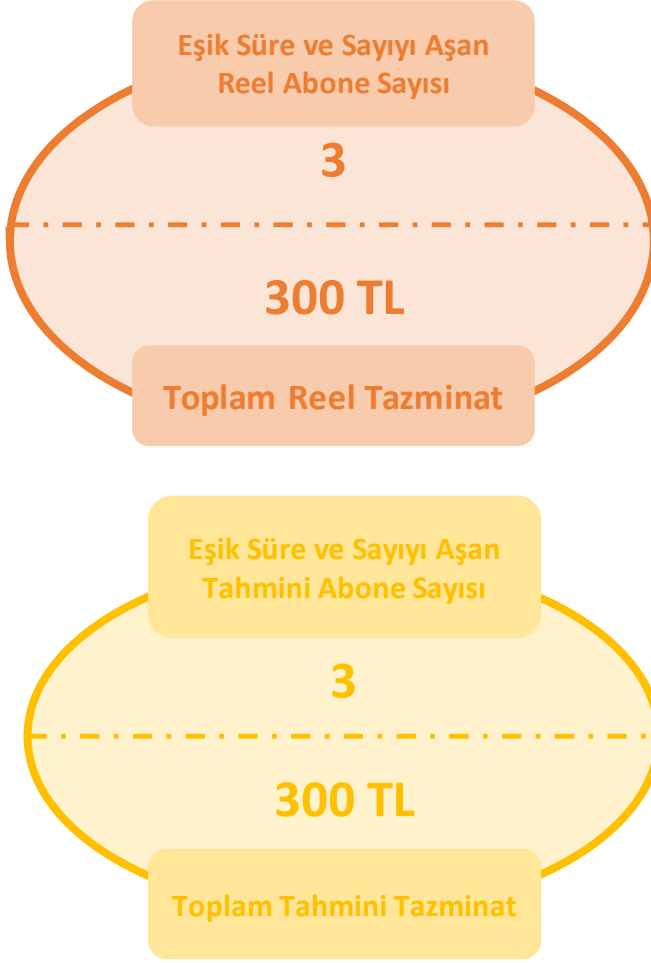 Eşik Süre ve Sayıyı Aşan
Reel Abone Sayısı
3
300 TL
Toplam Reel Tazminat
Eşik Süre ve Sayıyı Aşan
Tahmini Abone Sayısı
3
300 TL
Toplam Tahmini Tazminat